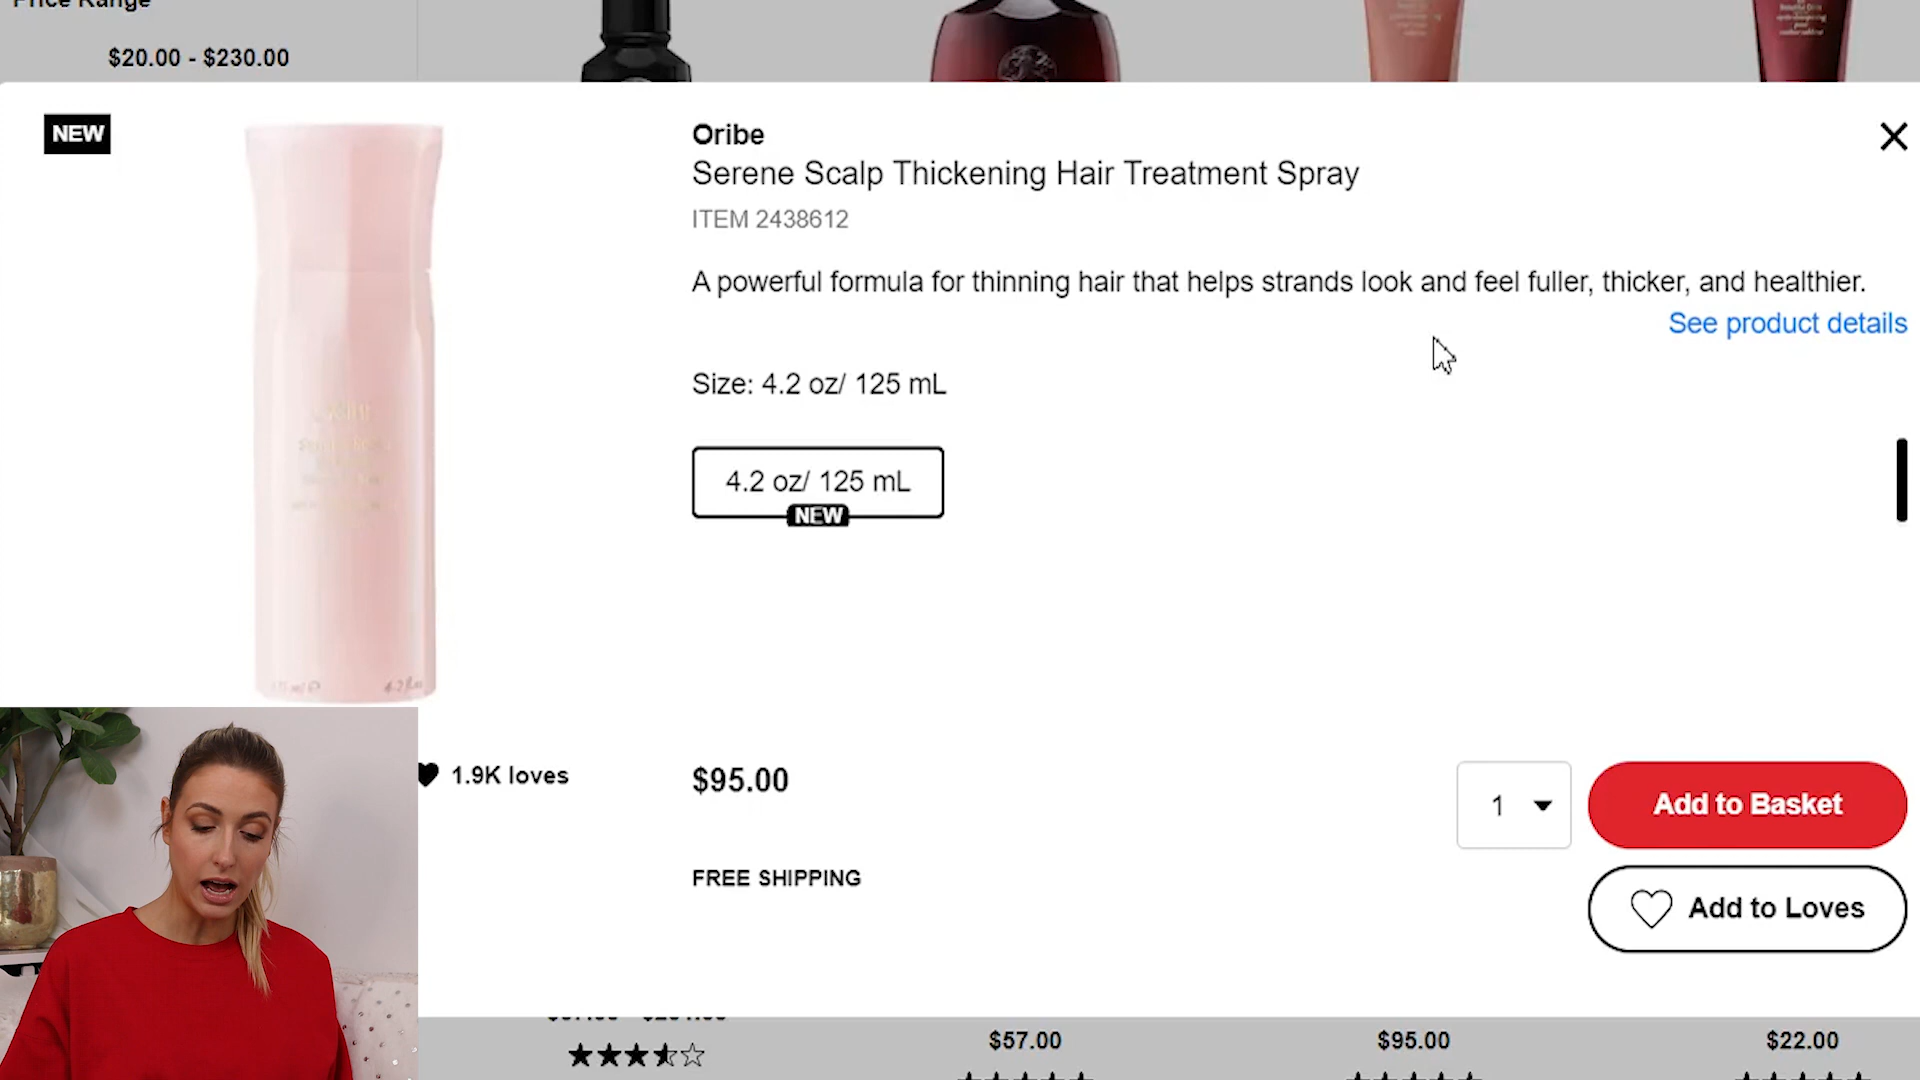 Price Range
$20.00 - $230.00
NEW
Oribe
Serene Scalp Thickening Hair Treatment Spray
ITEM 2438612
A powerful formula for thinning hair that helps strands look and feel fuller, thicker, and healthier.
See product details
Size: 4.2 oz/ 125 mL
4.2 oz/ 125 mL
NEW
1.9K loves
$95.00
1
Add to Basket
FREE SHIPPING
Add to Loves
$57.00
$95.00
$22.00